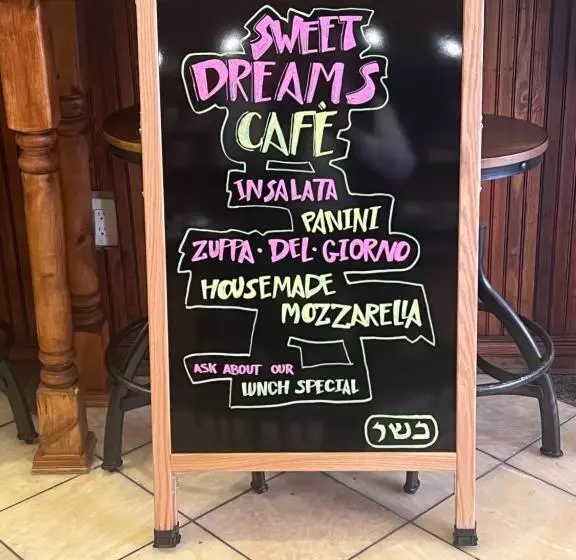 SWEET
DREAMS
CAFÈ
INSALATA
PANINI
ZUPPA · DEL · GIORNO
HOUSEMADE
MOZZARELLA
ASK ABOUT OUR
LUNCH SPECIAL
כשר